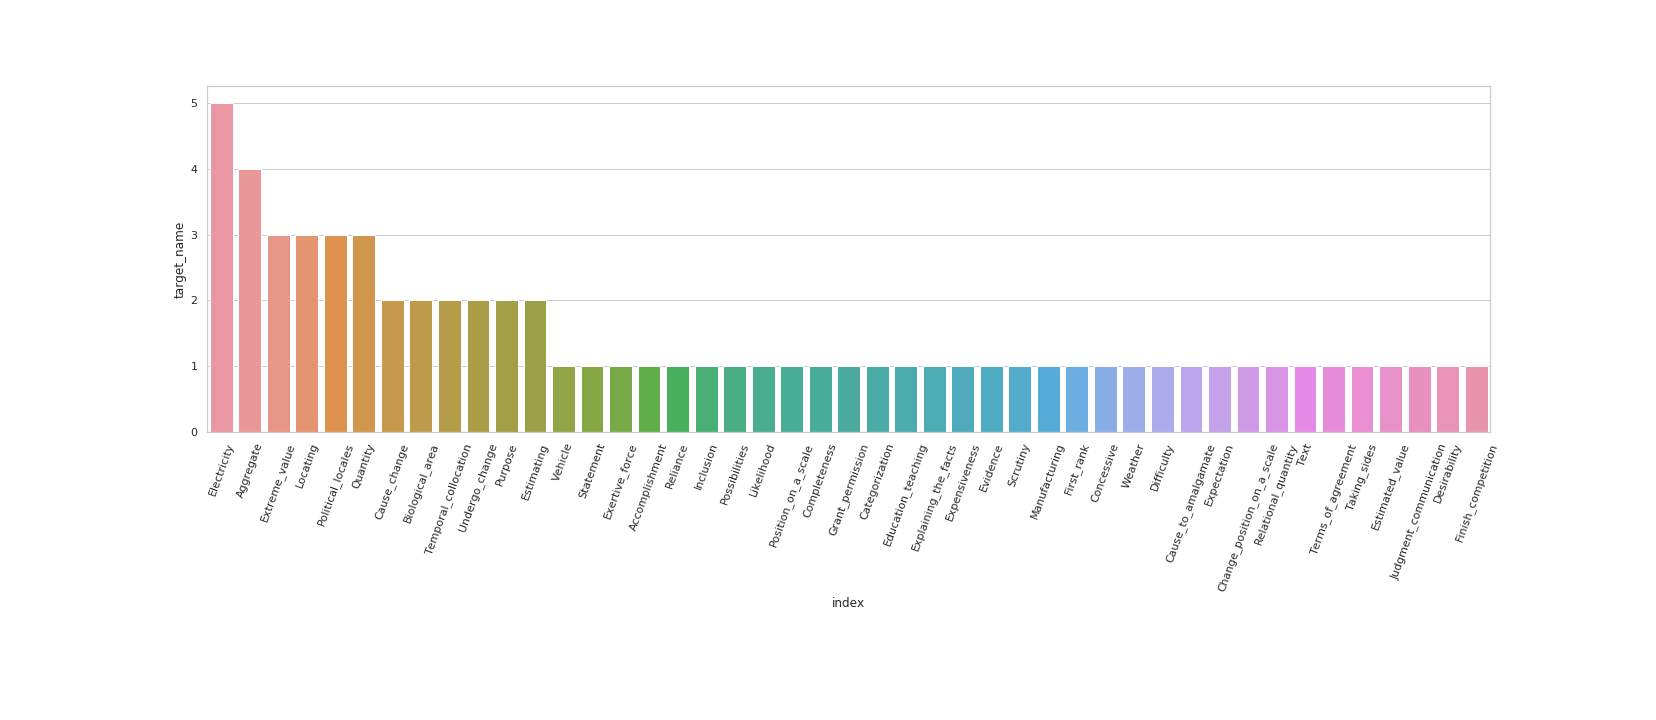 5
4
3
2
1
0
target_name
Electricity
Aggregate
Extreme_value
Locating
Political_locales
Quantity
Cause_change
Biological_area
Temporal_collocation
Undergo_change
Purpose
Estimating
Vehicle
Statement
Exertive_force
Accomplishment
Reliance
Inclusion
Possibilities
Likelihood
Position_on_a_scale
Completeness
Grant_permission
Categorization
Education_teaching
Explaining_the_facts
Expensiveness
Evidence
Scrutiny
Manufacturing
First_rank
Concessive
Weather
Difficulty
Cause_to_amalgamate
Expectation
Change_position_on_a_scale
Relational_quantity
Text
Terms_of_agreement
Taking_sides
Estimated_value
Judgment_communication
Desirability
Finish_competition
index